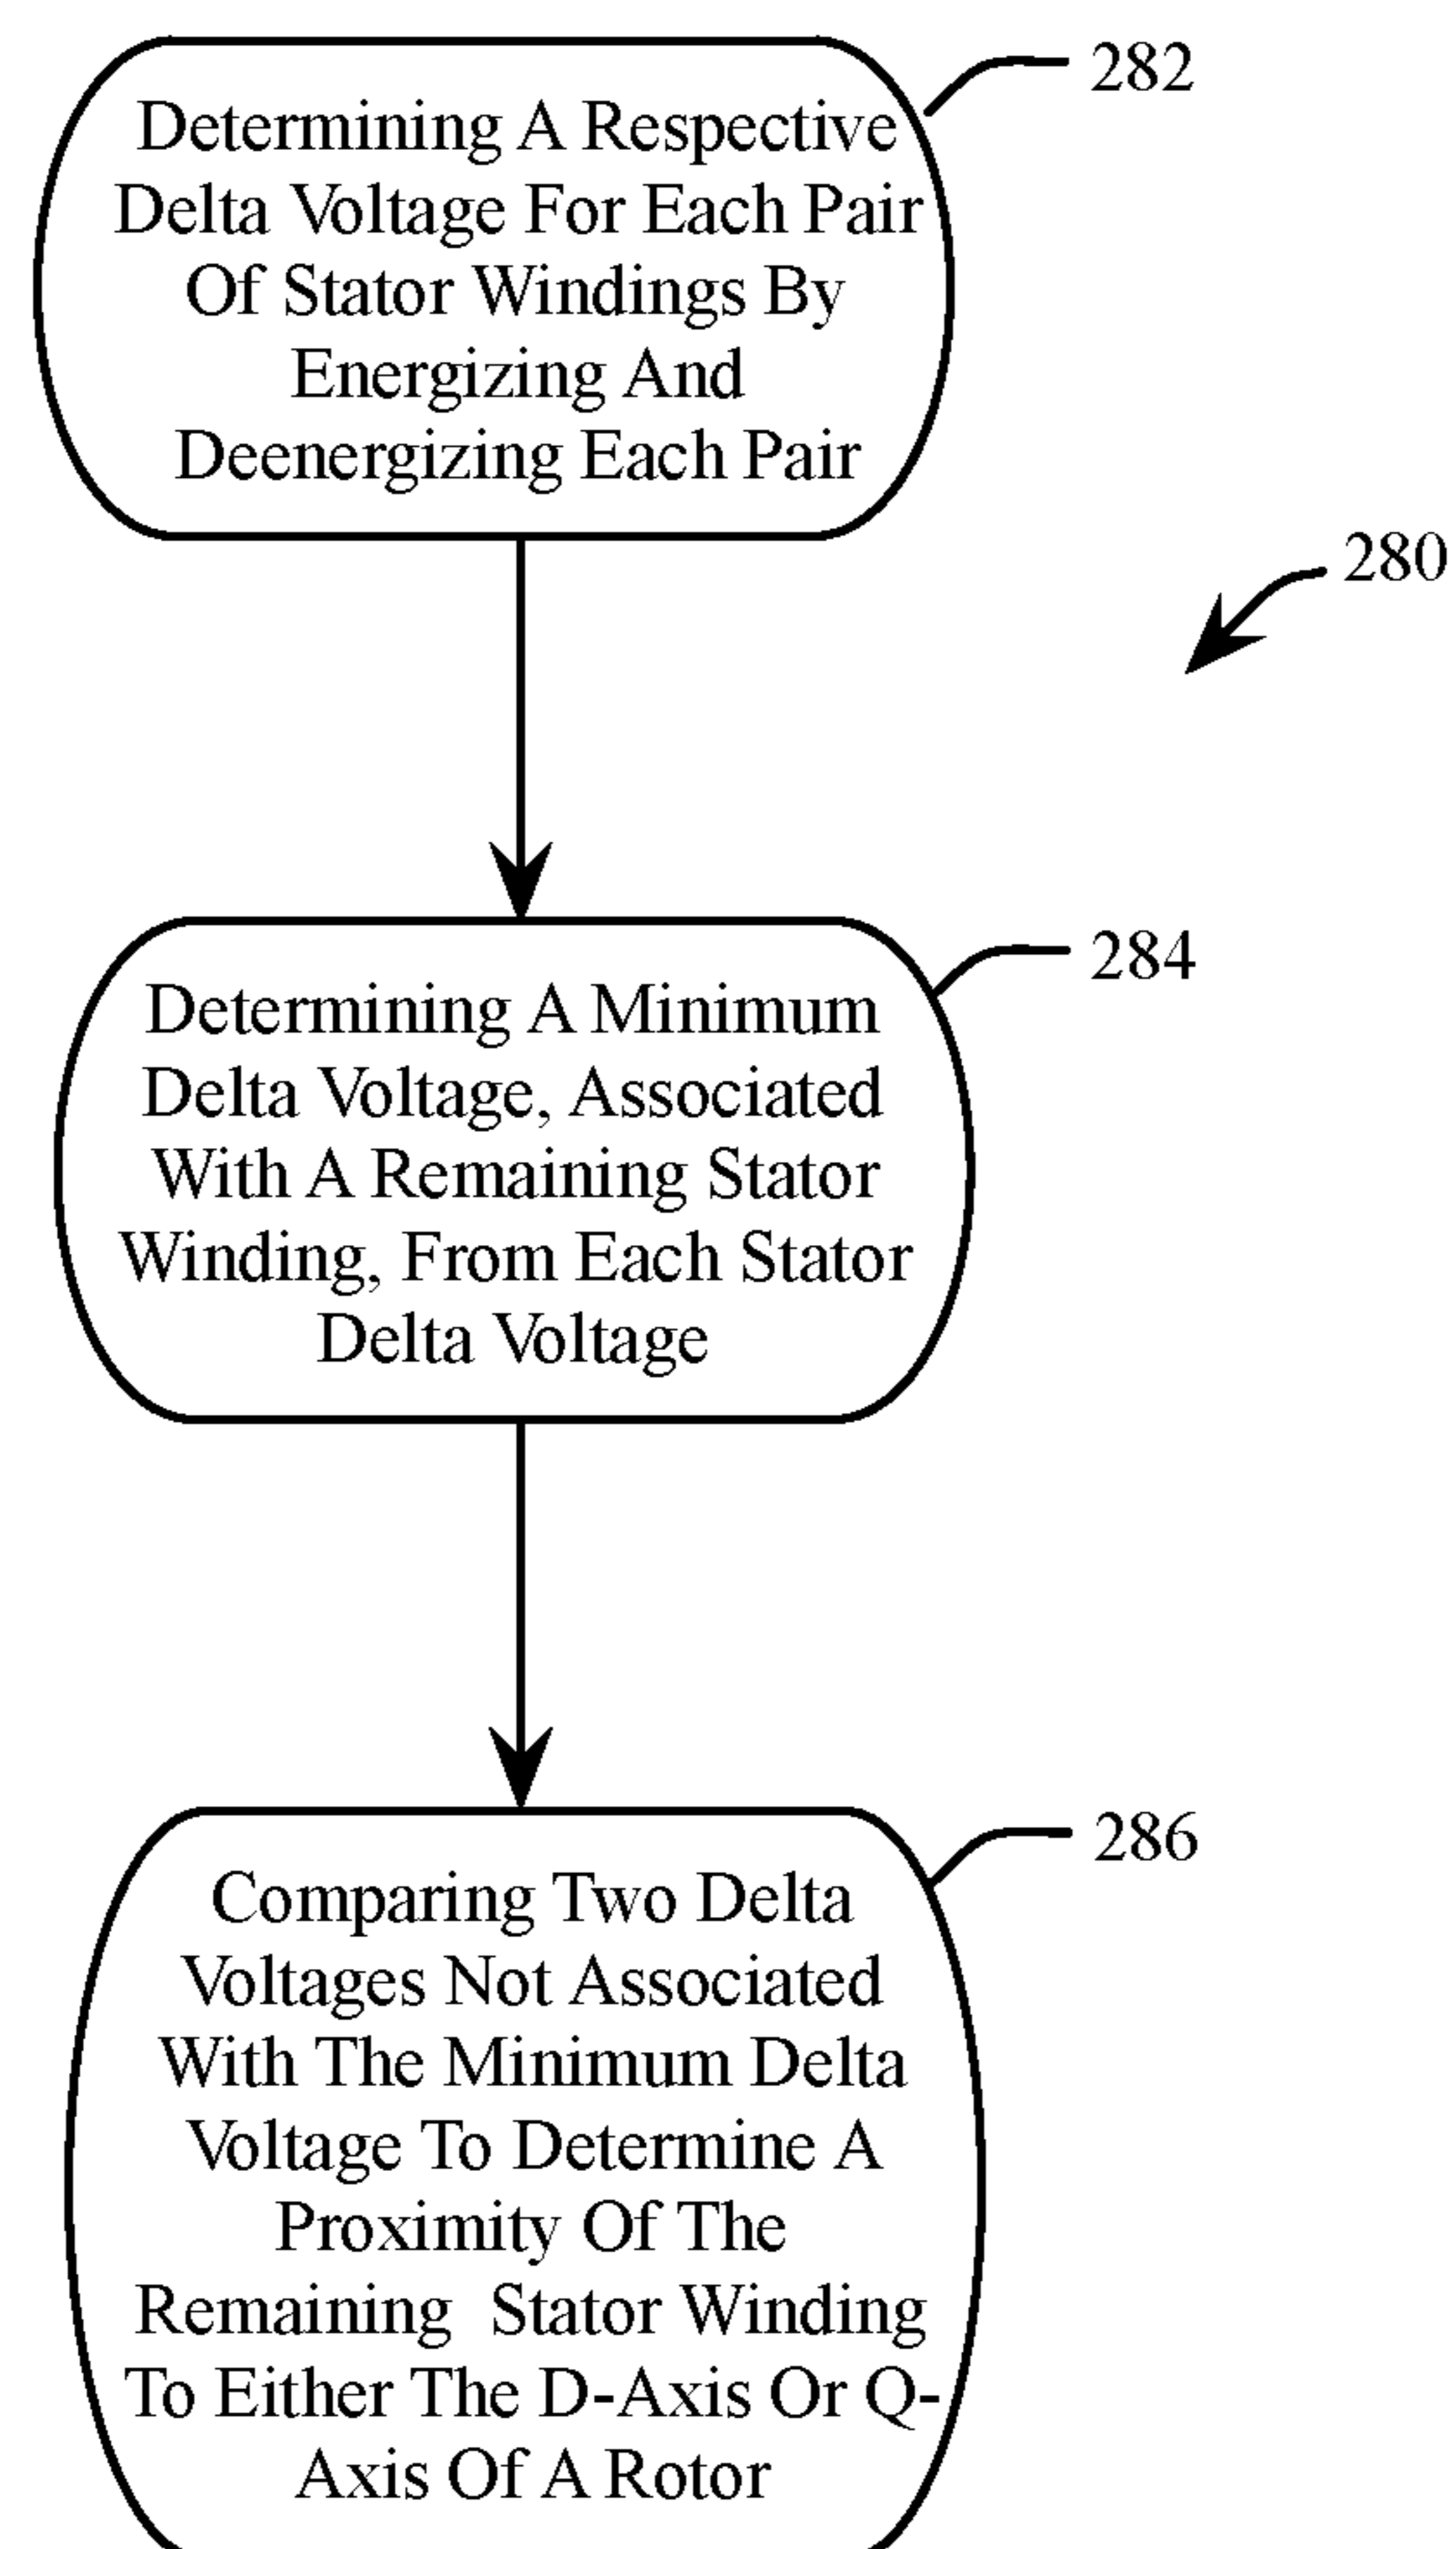 282
Determining A Respective
Delta Voltage For Each Pair
Of Stator Windings By
Energizing And
Deenergizing Each Pair
280
284
Determining A Minimum
Delta Voltage, Associated
With A Remaining Stator
Winding, From Each Stator
Delta Voltage
286
Comparing Two Delta
Voltages Not Associated
With The Minimum Delta
Voltage To Determine A
Proximity Of The
Remaining  Stator Winding
To Either The D-Axis Or Q-
Axis Of A Rotor